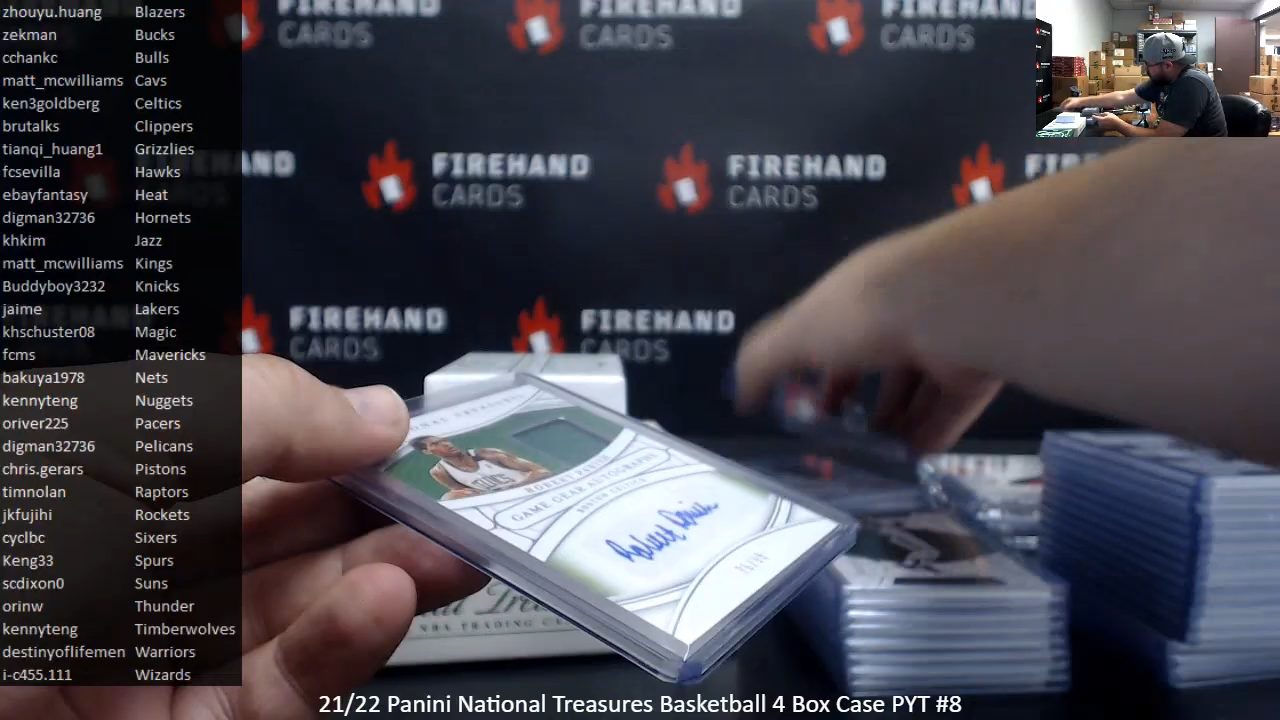 zhouyu.huang Blazers
zekman Bucks
cchankc Bulls
matt_mcwilliams Cavs
ken3goldberg Celtics
brutalks Clippers
tianqi_huang1 Grizzlies
fcsevilla Hawks
ebayfantasy Heat
digman32736 Hornets
khkim Jazz
matt_mcwilliams Kings
Buddyboy3232 Knicks
jaime Lakers
khschuster08 Magic
fcms Mavericks
bakuya1978 Nets
kennyteng Nuggets
oriver225 Pacers
digman32736 Pelicans
chris.gerars Pistons
timnolan Raptors
jkfujihi Rockets
cyclbc Sixers
Keng33 Spurs
scdixon0 Suns
orinw Thunder
kennyteng Timberwolves
destinyoflifemen Warriors
i-c455.111 Wizards
FIREHAND
CARDS
FIREHAND
CARDS
FIREHAND
CARDS
FIREHAND
CARDS
FIREHAND
CARDS
FIREHAND
CARDS
FIREHAND
CARDS
ROBERT PARISH
GAME GEAR AUTOGRAPHS
BOSTON CELTICS
Robert Parish
NBA TRADING
21/22 Panini National Treasures Basketball 4 Box Case PYT #8